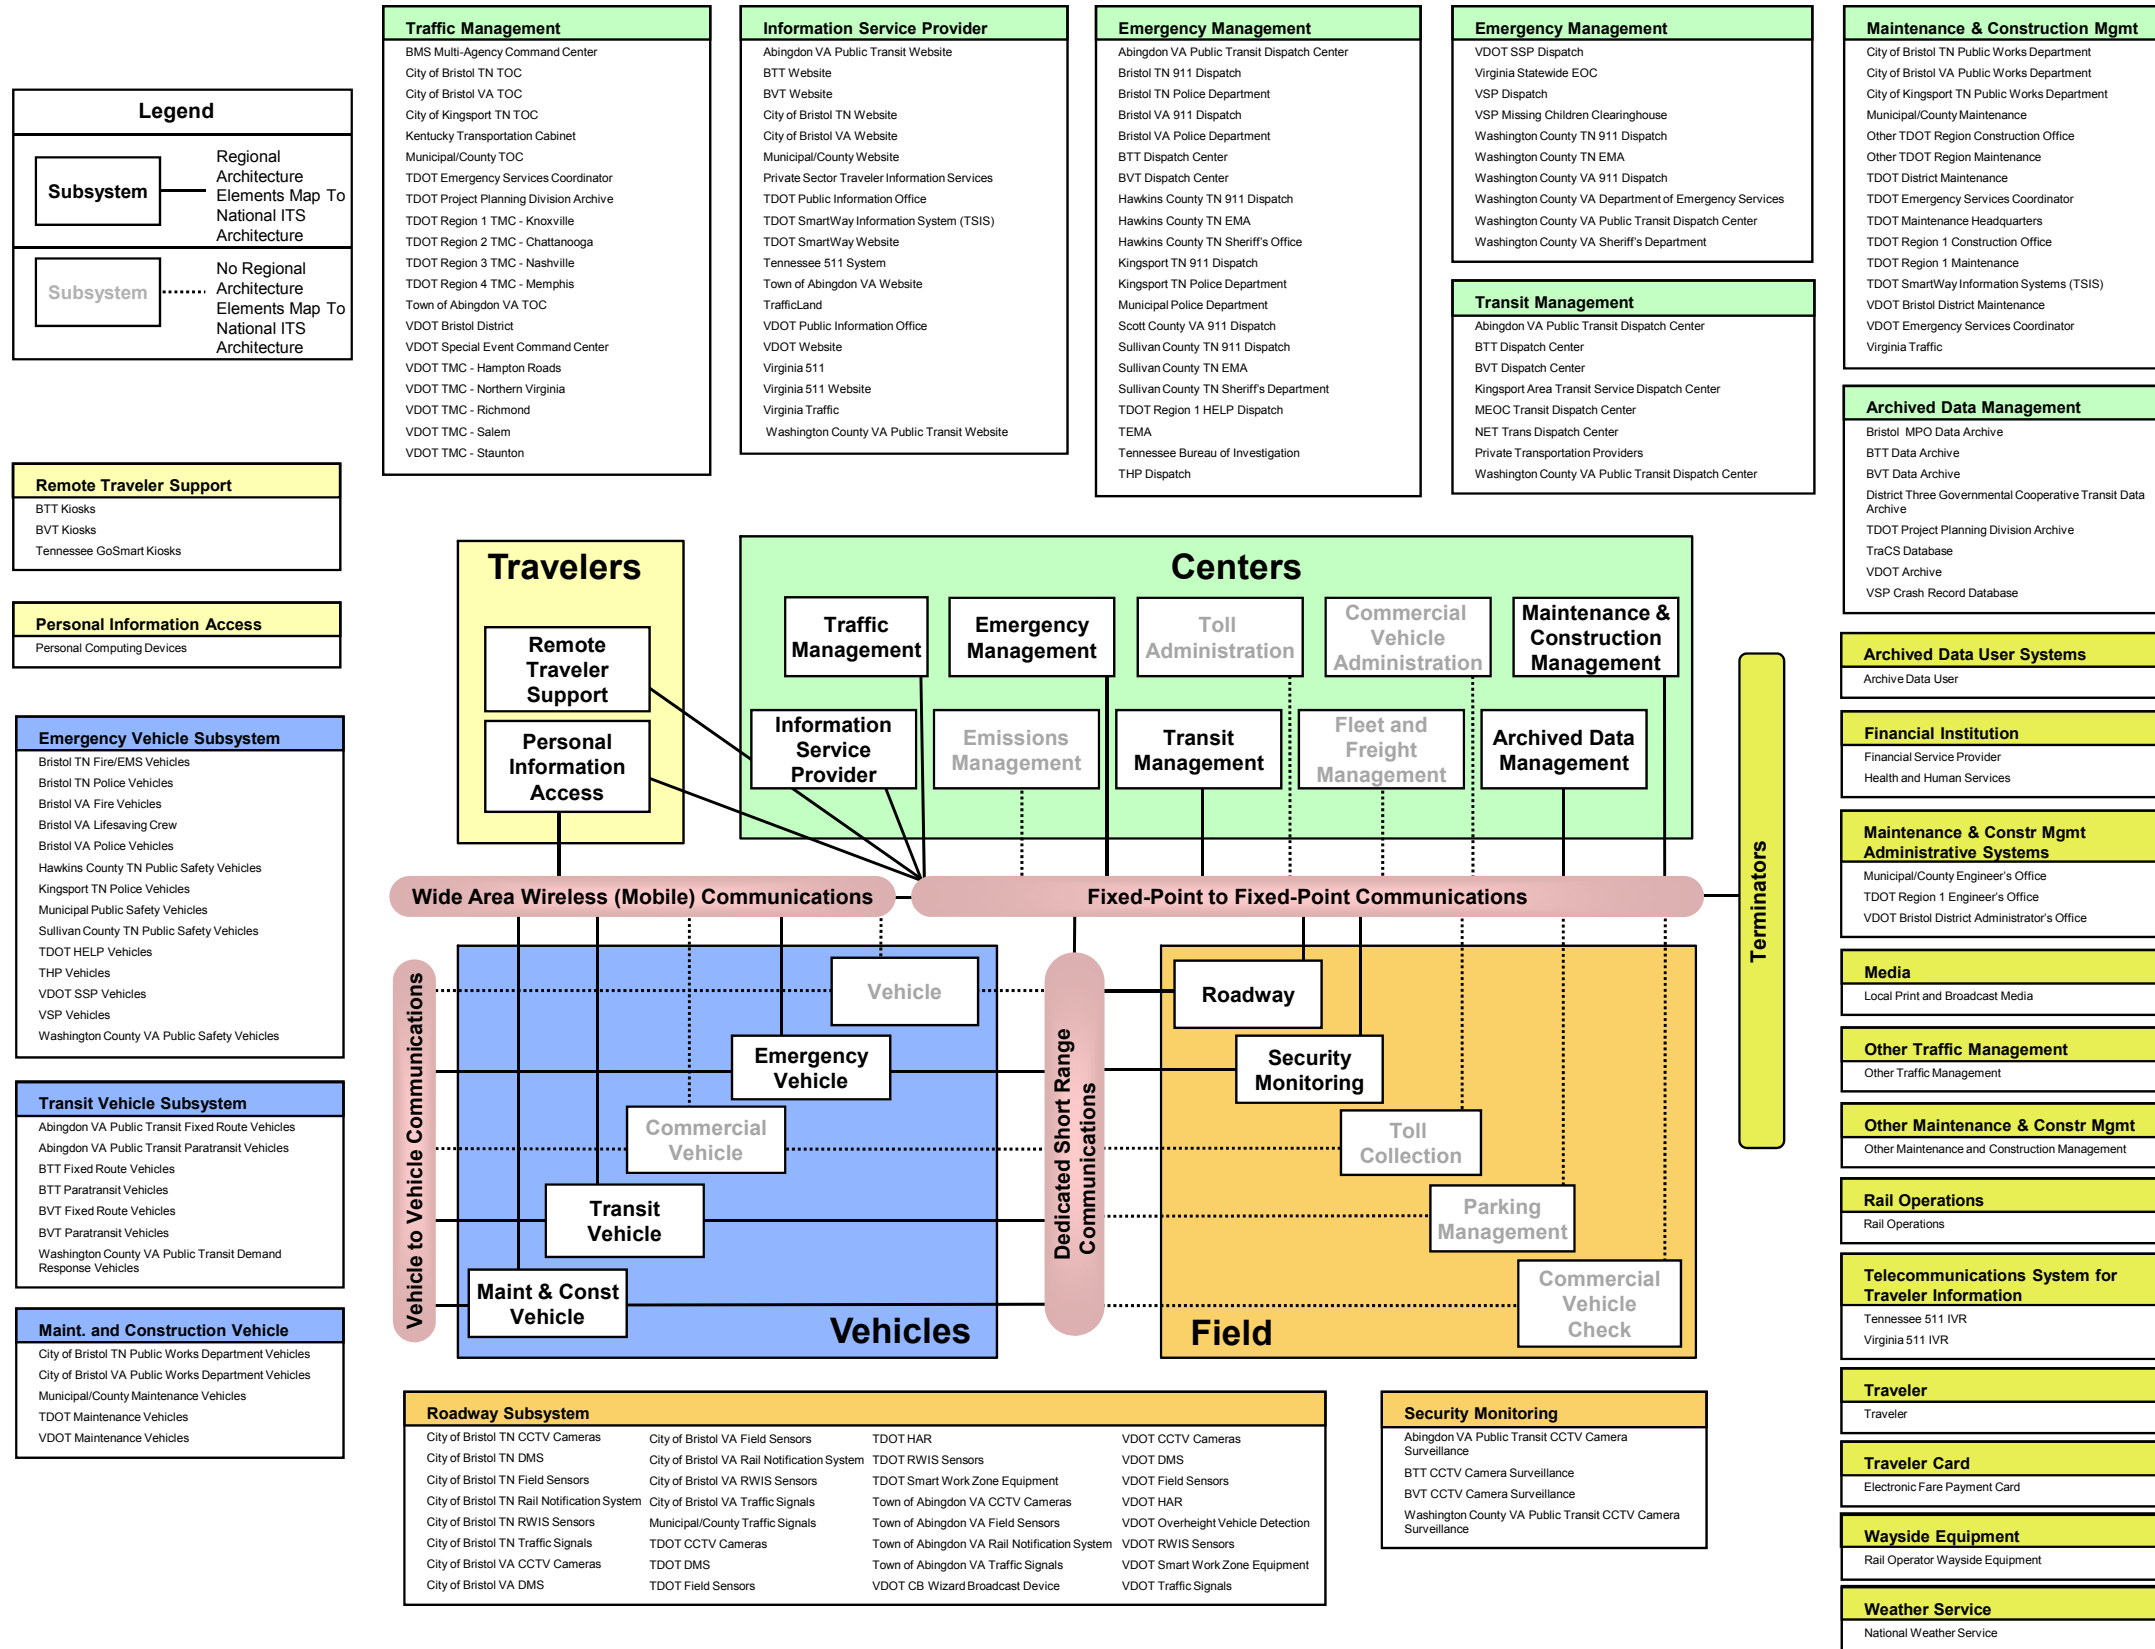 Legend
Subsystem
Regional
Architecture
Elements Map To
National ITS
Architecture
Subsystem
No Regional
Architecture
Elements Map To
National ITS
Architecture
Traffic Management
BMS Multi-Agency Command Center
City of Bristol TN TOC
City of Bristol VA TOC
City of Kingsport TN TOC
Kentucky Transportation Cabinet
Municipal/County TOC
TDOT Emergency Services Coordinator
TDOT Project Planning Division Archive
TDOT Region 1 TMC - Knoxville
TDOT Region 2 TMC - Chattanooga
TDOT Region 3 TMC - Nashville
TDOT Region 4 TMC - Memphis
Town of Abingdon VA TOC
VDOT Bristol District
VDOT Special Event Command Center
VDOT TMC - Hampton Roads
VDOT TMC - Northern Virginia
VDOT TMC - Richmond
VDOT TMC - Salem
VDOT TMC - Staunton
Information Service Provider
Abingdon VA Public Transit Website
BTT Website
BVT Website
City of Bristol TN Website
City of Bristol VA Website
Municipal/County Website
Private Sector Traveler Information Services
TDOT Public Information Office
TDOT SmartWay Information System (TSIS)
TDOT SmartWay Website
Tennessee 511 System
Town of Abingdon VA Website
TrafficLand
VDOT Public Information Office
VDOT Website
Virginia 511
Virginia 511 Website
Virginia Traffic
Washington County VA Public Transit Website
Emergency Management
Abingdon VA Public Transit Dispatch Center
Bristol TN 911 Dispatch
Bristol TN Police Department
Bristol VA 911 Dispatch
Bristol VA Police Department
BTT Dispatch Center
BVT Dispatch Center
Hawkins County TN 911 Dispatch
Hawkins County TN EMA
Hawkins County TN Sheriff's Office
Kingsport TN 911 Dispatch
Kingsport TN Police Department
Municipal Police Department
Scott County VA 911 Dispatch
Sullivan County TN 911 Dispatch
Sullivan County TN EMA
Sullivan County TN Sheriff's Department
TDOT Region 1 HELP Dispatch
TEMA
Tennessee Bureau of Investigation
THP Dispatch
Emergency Management
VDOT SSP Dispatch
Virginia Statewide EOC
VSP Dispatch
VSP Missing Children Clearinghouse
Washington County TN 911 Dispatch
Washington County TN EMA
Washington County VA 911 Dispatch
Washington County VA Department of Emergency Services
Washington County VA Public Transit Dispatch Center
Washington County VA Sheriff's Department
Transit Management
Abingdon VA Public Transit Dispatch Center
BTT Dispatch Center
BVT Dispatch Center
Kingsport Area Transit Service Dispatch Center
MEOC Transit Dispatch Center
NET Trans Dispatch Center
Private Transportation Providers
Washington County VA Public Transit Dispatch Center
Maintenance & Construction Mgmt
City of Bristol TN Public Works Department
City of Bristol VA Public Works Department
City of Kingsport TN Public Works Department
Municipal/County Maintenance
Other TDOT Region Construction Office
Other TDOT Region Maintenance
TDOT District Maintenance
TDOT Emergency Services Coordinator
TDOT Maintenance Headquarters
TDOT Region 1 Construction Office
TDOT Region 1 Maintenance
TDOT SmartWay Information Systems (TSIS)
VDOT Bristol District Maintenance
VDOT Emergency Services Coordinator
Virginia Traffic
Archived Data Management
Bristol MPO Data Archive
BTT Data Archive
BVT Data Archive
District Three Governmental Cooperative Transit Data
Archive
TDOT Project Planning Division Archive
TraCS Database
VDOT Archive
VSP Crash Record Database
Remote Traveler Support
BTT Kiosks
BVT Kiosks
Tennessee GoSmart Kiosks
Personal Information Access
Personal Computing Devices
Emergency Vehicle Subsystem
Bristol TN Fire/EMS Vehicles
Bristol TN Police Vehicles
Bristol VA Fire Vehicles
Bristol VA Lifesaving Crew
Bristol VA Police Vehicles
Hawkins County TN Public Safety Vehicles
Kingsport TN Police Vehicles
Municipal Public Safety Vehicles
Sullivan County TN Public Safety Vehicles
TDOT HELP Vehicles
THP Vehicles
VDOT SSP Vehicles
VSP Vehicles
Washington County VA Public Safety Vehicles
Transit Vehicle Subsystem
Abingdon VA Public Transit Fixed Route Vehicles
Abingdon VA Public Transit Paratransit Vehicles
BTT Fixed Route Vehicles
BTT Paratransit Vehicles
BVT Fixed Route Vehicles
BVT Paratransit Vehicles
Washington County VA Public Transit Demand
Response Vehicles
Maint. and Construction Vehicle
City of Bristol TN Public Works Department Vehicles
City of Bristol VA Public Works Department Vehicles
Municipal/County Maintenance Vehicles
TDOT Maintenance Vehicles
VDOT Maintenance Vehicles
Travelers
Remote
Traveler
Support
Personal
Information
Access
Centers
Traffic
Management
Emergency
Management
Toll
Administration
Commercial
Vehicle
Administration
Maintenance &
Construction
Management
Information
Service
Provider
Emissions
Management
Transit
Management
Fleet and
Freight
Management
Archived Data
Management
Wide Area Wireless (Mobile) Communications
Fixed-Point to Fixed-Point Communications
Terminators
Vehicle to Vehicle Communications
Vehicle
Emergency
Vehicle
Commercial
Vehicle
Transit
Vehicle
Maint & Const
Vehicle
Vehicles
Dedicated Short Range
Communications
Roadway
Security
Monitoring
Toll
Collection
Parking
Management
Commercial
Vehicle
Check
Field
Archived Data User Systems
Archive Data User
Financial Institution
Financial Service Provider
Health and Human Services
Maintenance & Constr Mgmt
Administrative Systems
Municipal/County Engineer's Office
TDOT Region 1 Engineer's Office
VDOT Bristol District Administrator's Office
Media
Local Print and Broadcast Media
Other Traffic Management
Other Traffic Management
Other Maintenance & Constr Mgmt
Other Maintenance and Construction Management
Rail Operations
Rail Operations
Telecommunications System for
Traveler Information
Tennessee 511 IVR
Virginia 511 IVR
Traveler
Traveler
Traveler Card
Electronic Fare Payment Card
Wayside Equipment
Rail Operator Wayside Equipment
Weather Service
National Weather Service
Roadway Subsystem
City of Bristol TN CCTV Cameras
City of Bristol TN DMS
City of Bristol TN Field Sensors
City of Bristol TN Rail Notification System
City of Bristol TN RWIS Sensors
City of Bristol TN Traffic Signals
City of Bristol VA CCTV Cameras
City of Bristol VA DMS
City of Bristol VA Field Sensors
City of Bristol VA Rail Notification System
City of Bristol VA RWIS Sensors
City of Bristol VA Traffic Signals
Municipal/County Traffic Signals
TDOT CCTV Cameras
TDOT DMS
TDOT Field Sensors
TDOT HAR
TDOT RWIS Sensors
TDOT Smart Work Zone Equipment
Town of Abingdon VA CCTV Cameras
Town of Abingdon VA Field Sensors
Town of Abingdon VA Rail Notification System
Town of Abingdon VA Traffic Signals
VDOT CB Wizard Broadcast Device
VDOT CCTV Cameras
VDOT DMS
VDOT Field Sensors
VDOT HAR
VDOT Overheight Vehicle Detection
VDOT RWIS Sensors
VDOT Smart Work Zone Equipment
VDOT Traffic Signals
Security Monitoring
Abingdon VA Public Transit CCTV Camera
Surveillance
BTT CCTV Camera Surveillance
BVT CCTV Camera Surveillance
Washington County VA Public Transit CCTV Camera
Surveillance